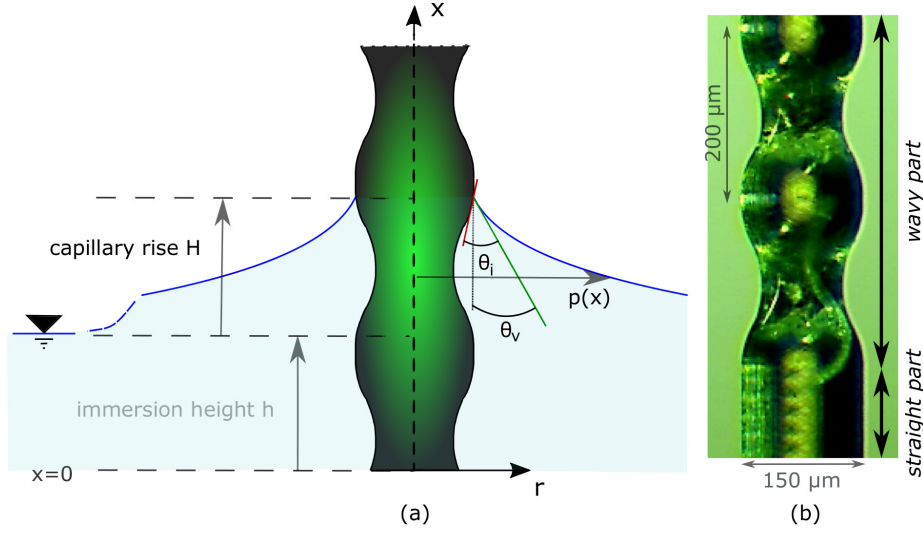 x
capillary rise H
θi
p(x)
θv
immersion height h
x=0
r
(a)
200 µm
wavy part
straight part
150 µm
(b)